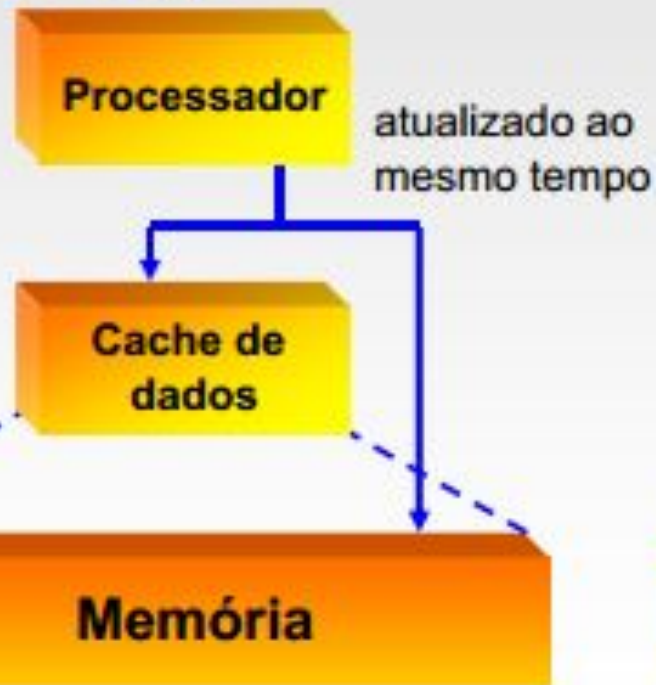 Processador
atualizado ao
mesmo tempo
Cache de
dados
Memória